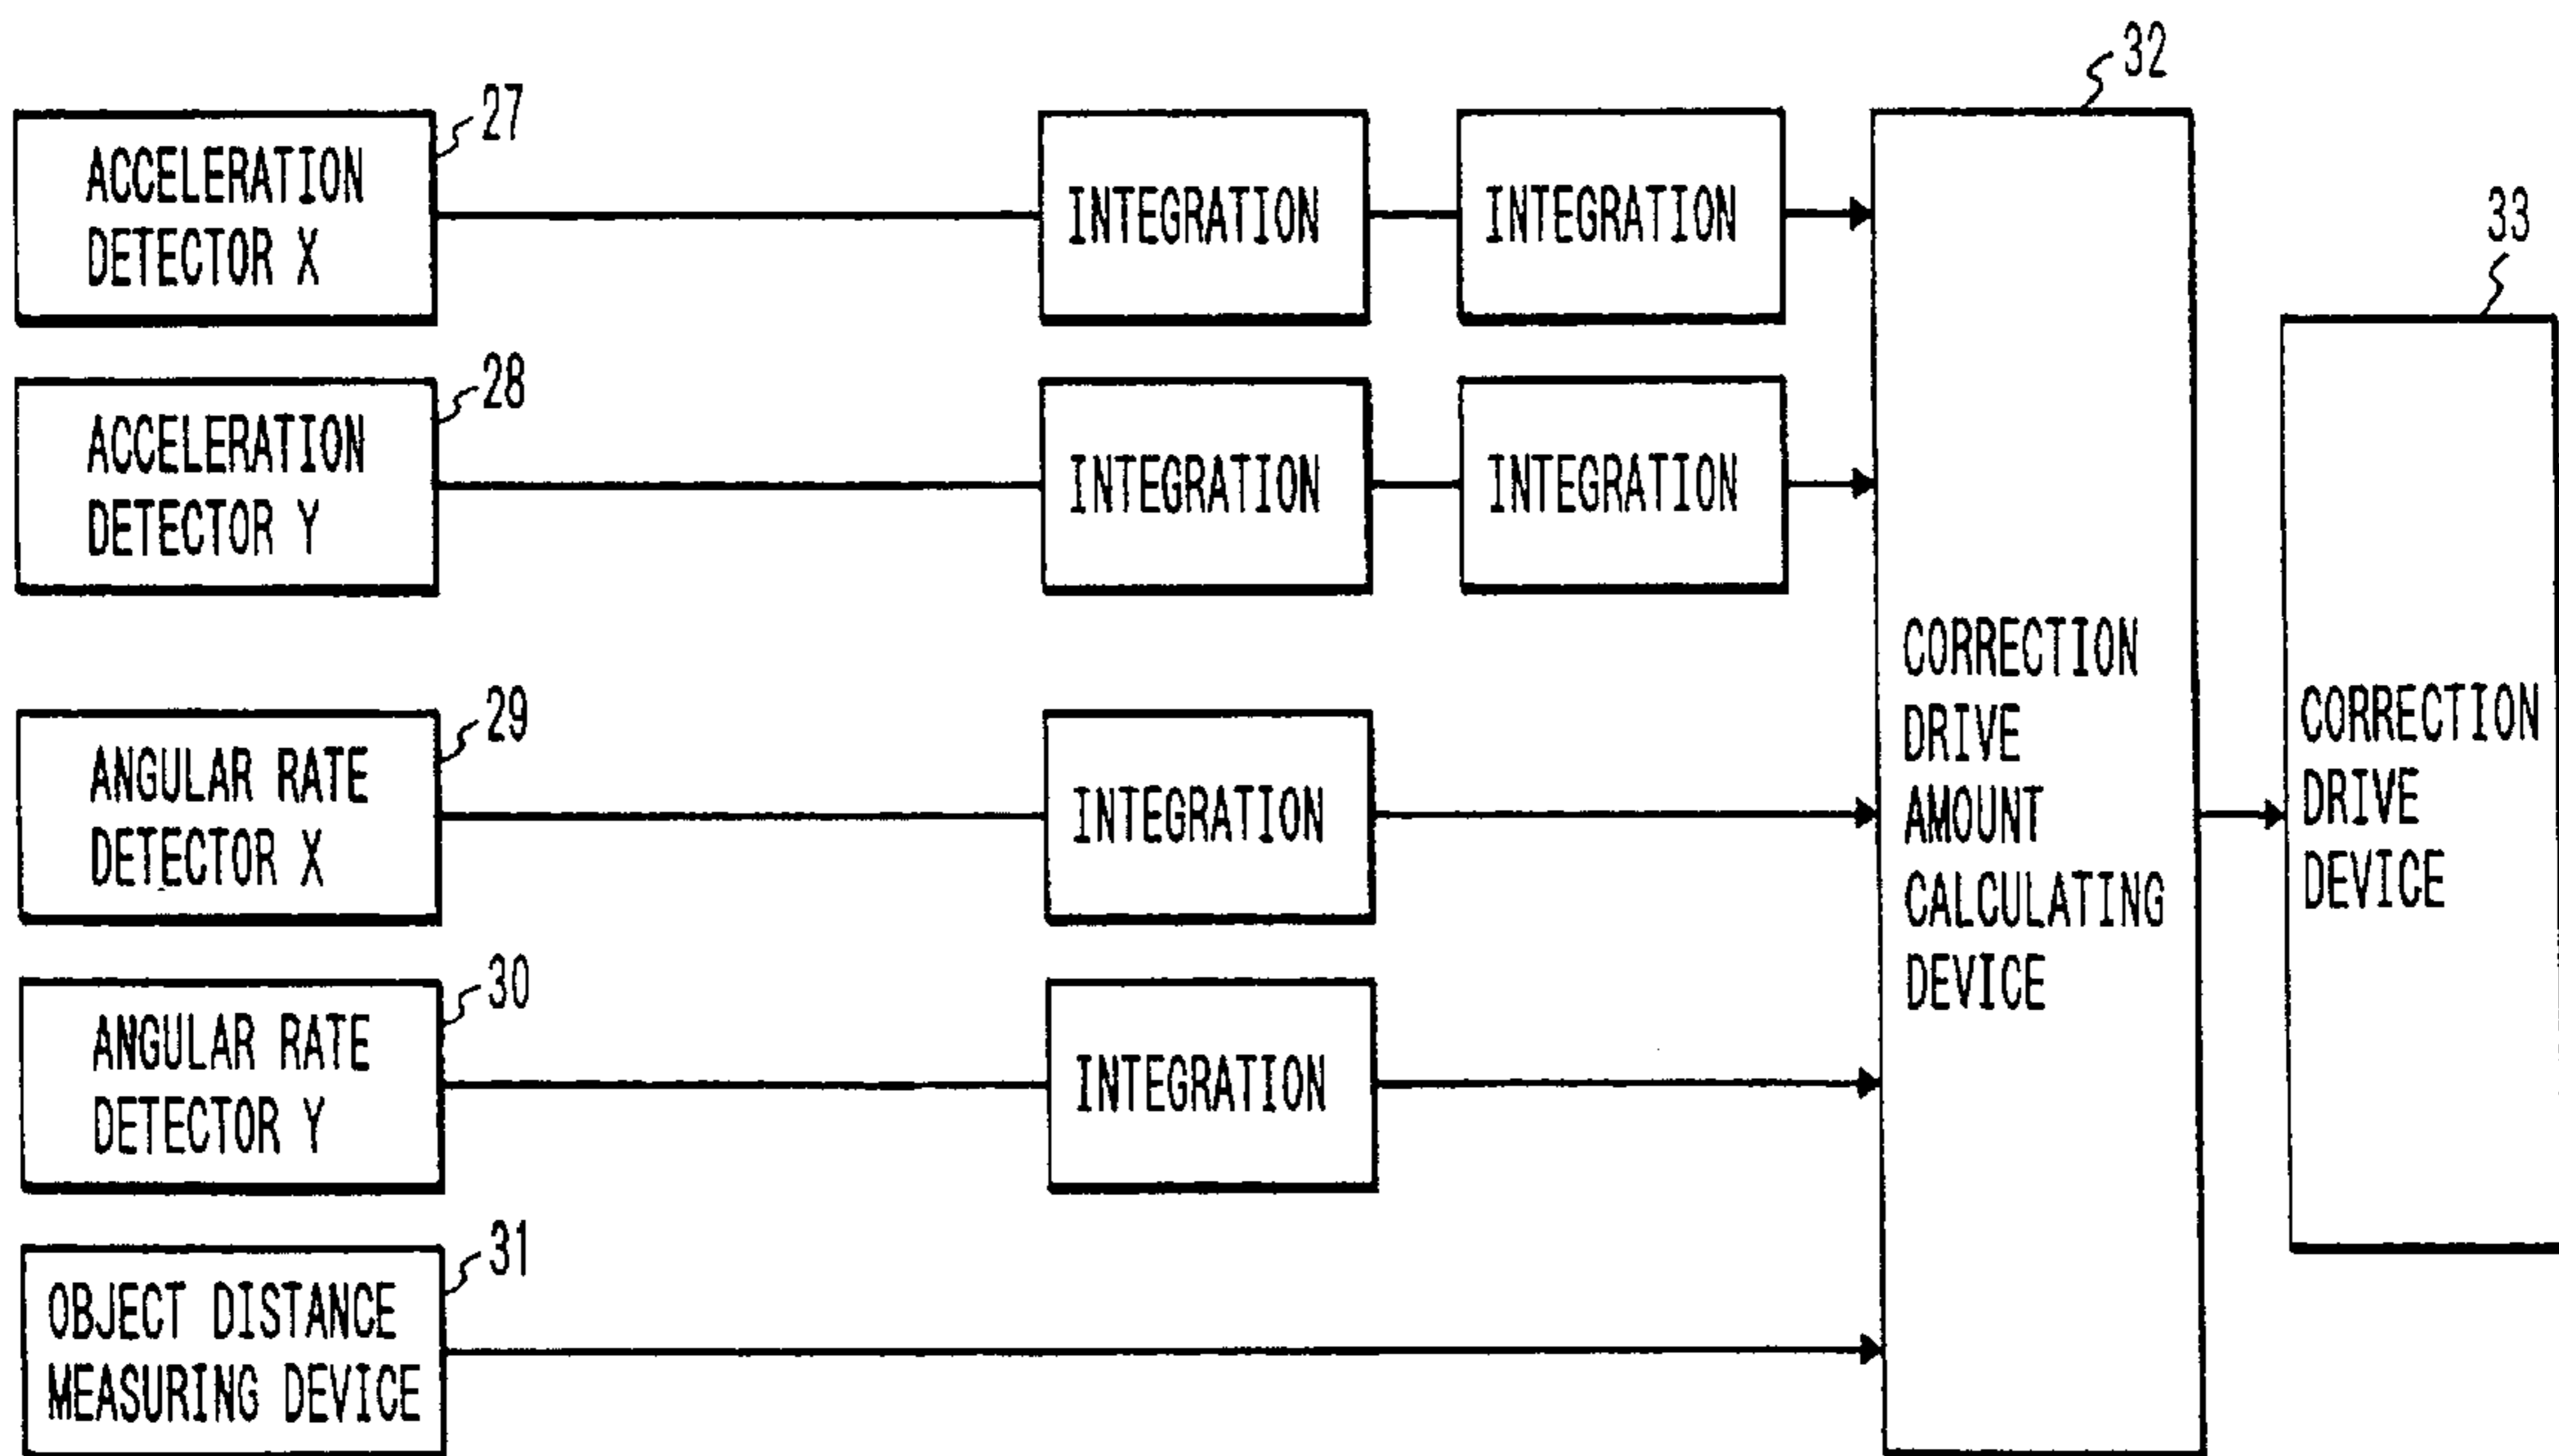 32
27
ACCELERATION
DETECTOR X
INTEGRATION
INTEGRATION
33
28
ACCELERATION
DETECTOR Y
INTEGRATION
INTEGRATION
CORRECTION
DRIVE
AMOUNT
CALCULATING
DEVICE
CORRECTION
DRIVE
DEVICE
29
ANGULAR RATE
DETECTOR X
INTEGRATION
30
ANGULAR RATE
DETECTOR Y
INTEGRATION
31
OBJECT DISTANCE
MEASURING DEVICE